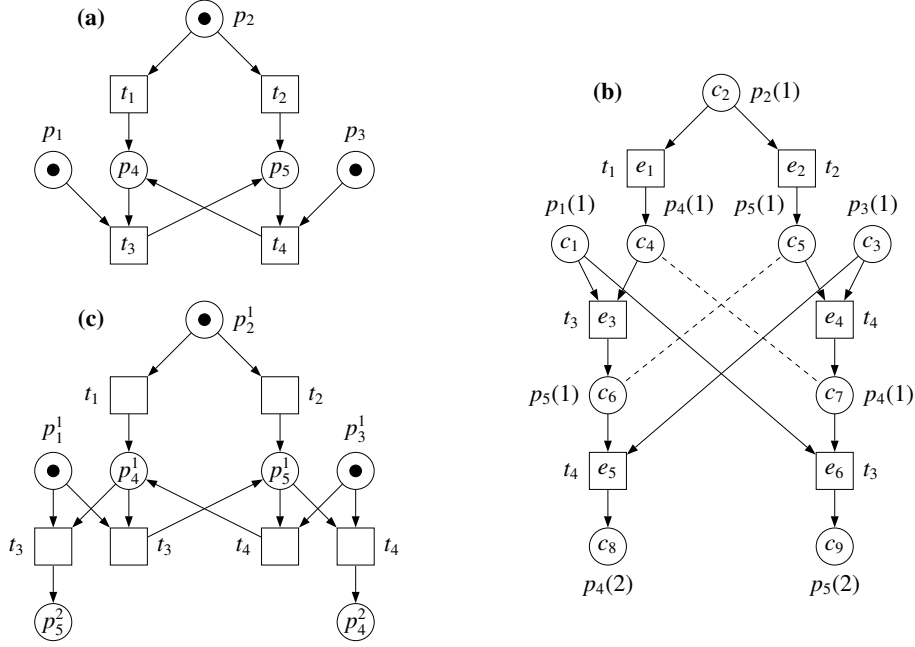 (a)
p₂
t₁ t₂
p₁ p₃
p₄ p₅
t₃ t₄
(b)
c₂ p₂(1)
t₁ e₁ e₂ t₂
p₁(1) p₄(1) p₅(1) p₃(1)
c₁ c₄ c₅ c₃
t₃ e₃ e₄ t₄
p₅(1) c₆ c₇ p₄(1)
t₄ e₅ e₆ t₃
c₈ c₉
p₄(2) p₅(2)
(c)
p₂¹
t₁ t₂
p₁¹ p₃¹
p₄¹ p₅¹
t₃ t₃ t₄ t₄
p₅² p₄²